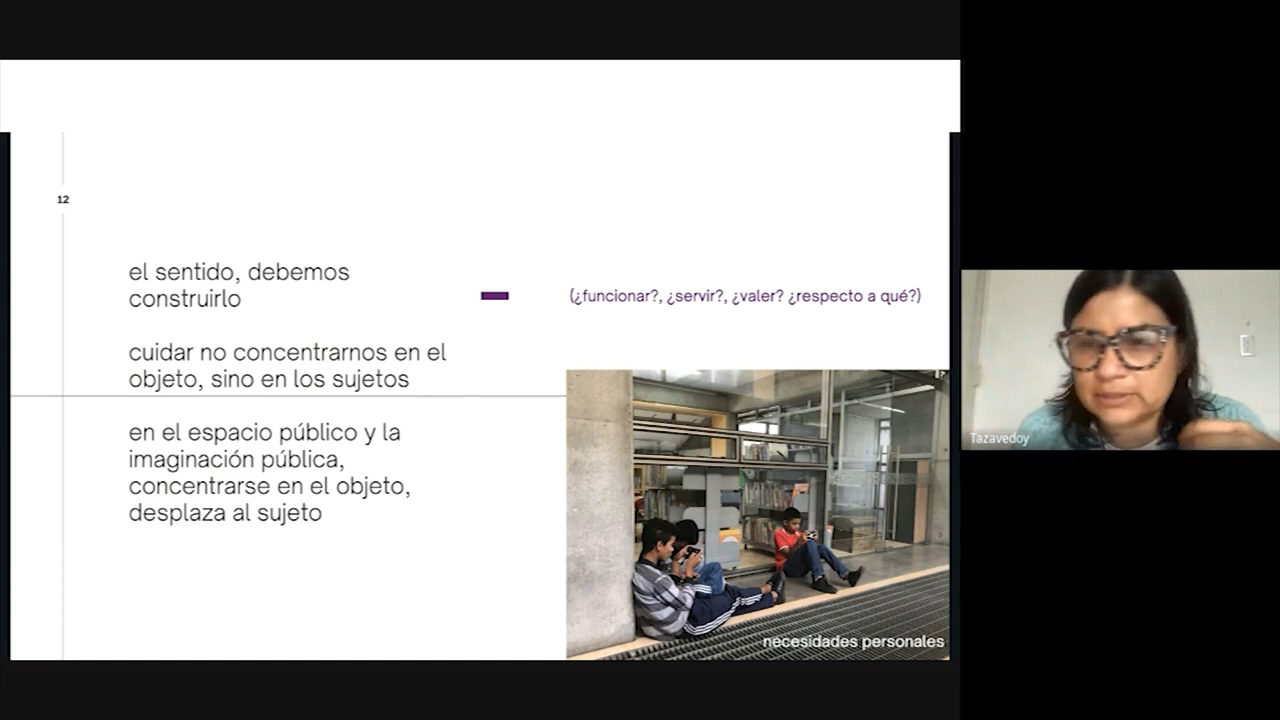 12
el sentido, debemos
construirlo
(¿funcionar?, ¿servir?, ¿valer? ¿respecto a qué?)
cuidar no concentrarnos en el
objeto, sino en los sujetos
en el espacio público y la
imaginación pública,
concentrarse en el objeto,
desplaza al sujeto
necesidades personales
Tazavedoy